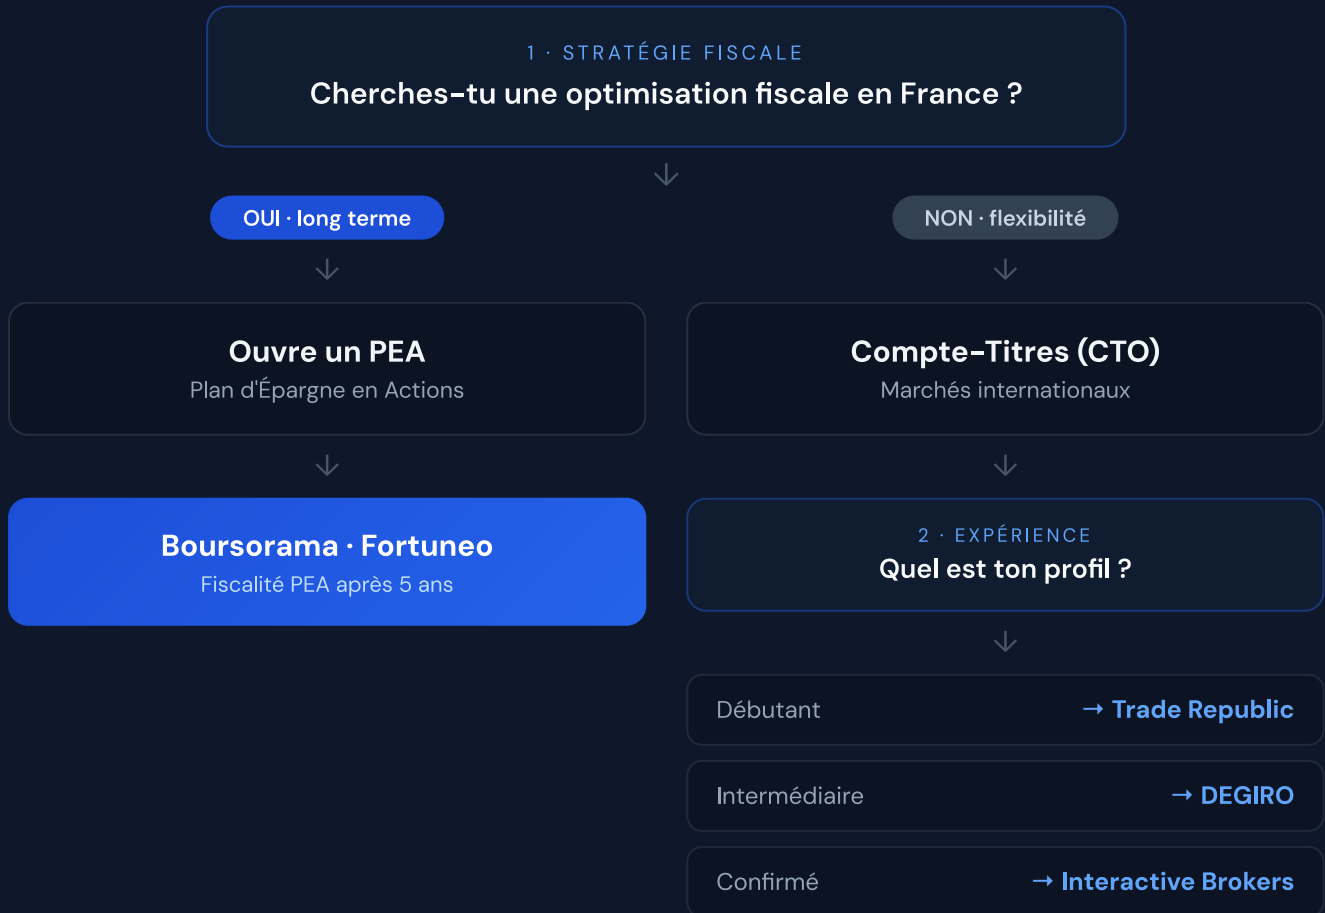 1 · STRATÉGIE FISCALE
Cherches-tu une optimisation fiscale en France ?
OUI · long terme
NON · flexibilité
Ouvre un PEA
Plan d'Épargne en Actions
Compte-Titres (CTO)
Marchés internationaux
Boursorama · Fortuneo
Fiscalité PEA après 5 ans
2 · EXPÉRIENCE
Quel est ton profil ?
Débutant → Trade Republic
Intermédiaire → DEGIRO
Confirmé → Interactive Brokers